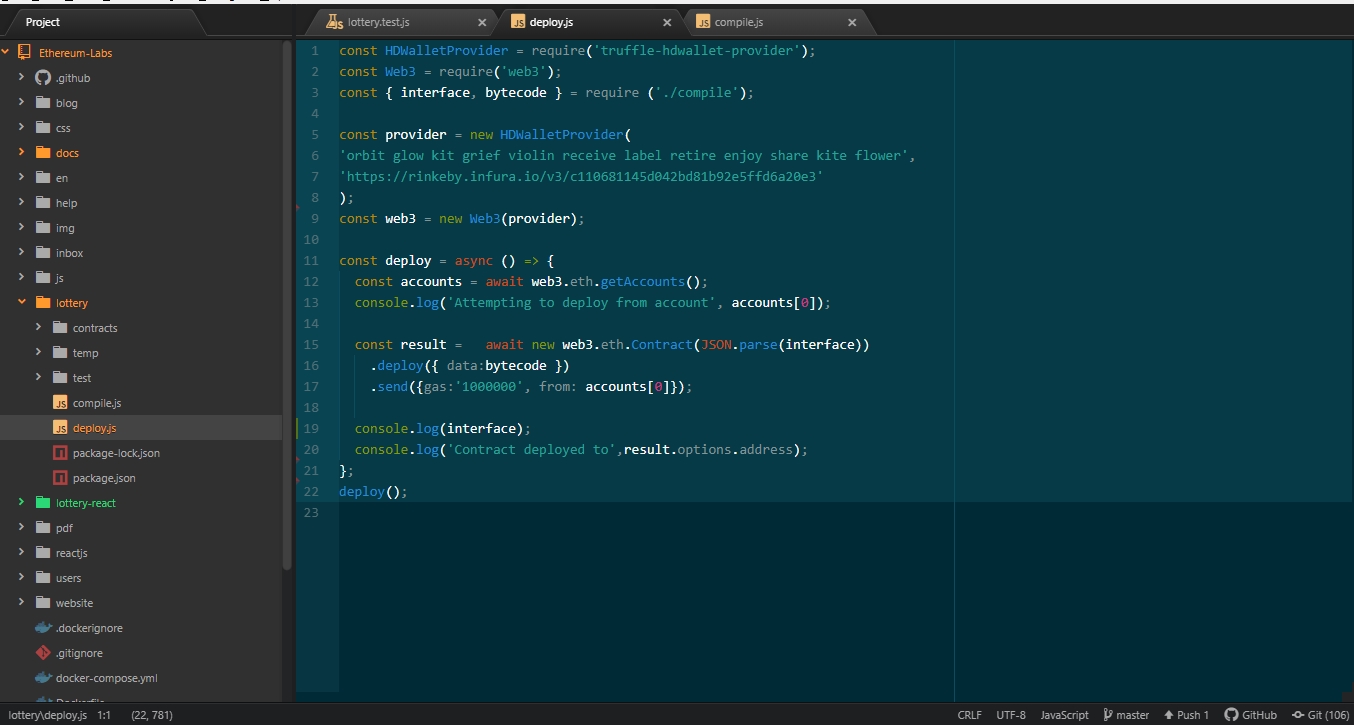 Project
lottery.test.js
deploy.js
compile.js
Ethereum-Labs
.github
blog
css
docs
en
help
img
inbox
js
lottery
contracts
temp
test
compile.js
deploy.js
package-lock.json
package.json
lottery-react
pdf
reactjs
users
website
.dockerignore
.gitignore
docker-compose.yml
1 const HDWalletProvider = require('truffle-hdwallet-provider');
2 const Web3 = require('web3');
3 const { interface, bytecode } = require ('./compile');
4
5 const provider = new HDWalletProvider(
6 'orbit glow kit grief violin receive label retire enjoy share kite flower',
7 'https://rinkeby.infura.io/v3/c110681145d042bd81b92e5ffd6a20e3'
8 );
9 const web3 = new Web3(provider);
10
11 const deploy = async () => {
12 const accounts = await web3.eth.getAccounts();
13 console.log('Attempting to deploy from account', accounts[0]);
14
15 const result =   await new web3.eth.Contract(JSON.parse(interface))
16 .deploy({ data:bytecode })
17 .send({gas:'1000000', from: accounts[0]});
18
19 console.log(interface);
20 console.log('Contract deployed to',result.options.address);
21 };
22 deploy();
23
lottery\deploy.js 1:1 (22, 781)
CRLF UTF-8 JavaScript master Push 1 GitHub Git (106)